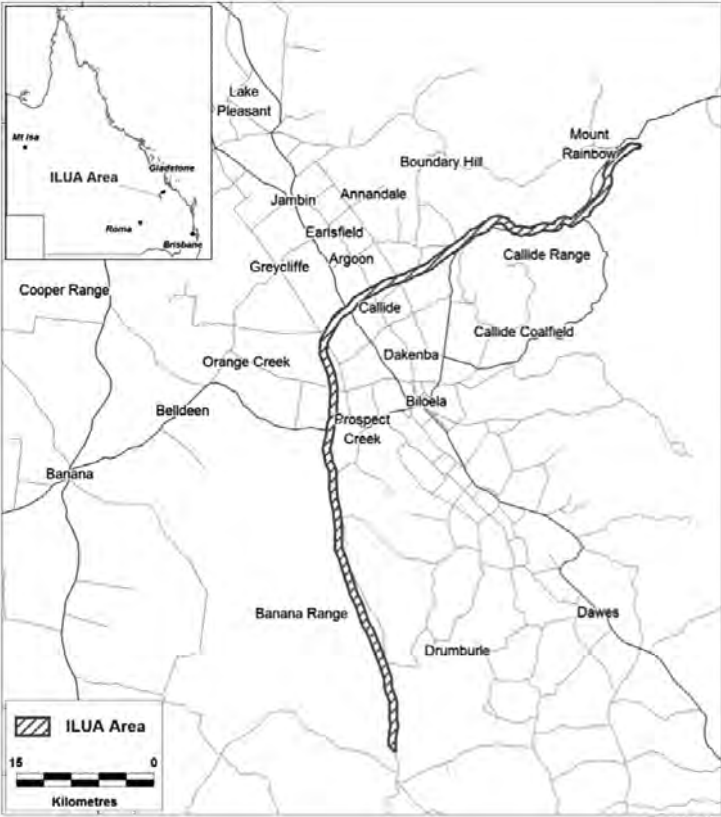 Lake
Pleasant
Mt Isa
Gladstone
ILUA Area
Roma
Brisbane
Mount
Rainbow
Boundary Hill
Annandale
Jambin
Earlsfield
Argoon
Greycliffe
Callide Range
Cooper Range
Callide
Callide Coalfield
Dakenba
Orange Creek
Biloela
Belldeen
Prospect
Creek
Banana
Banana Range
Dawes
Drumburle
ILUA Area
15 0
Kilometres